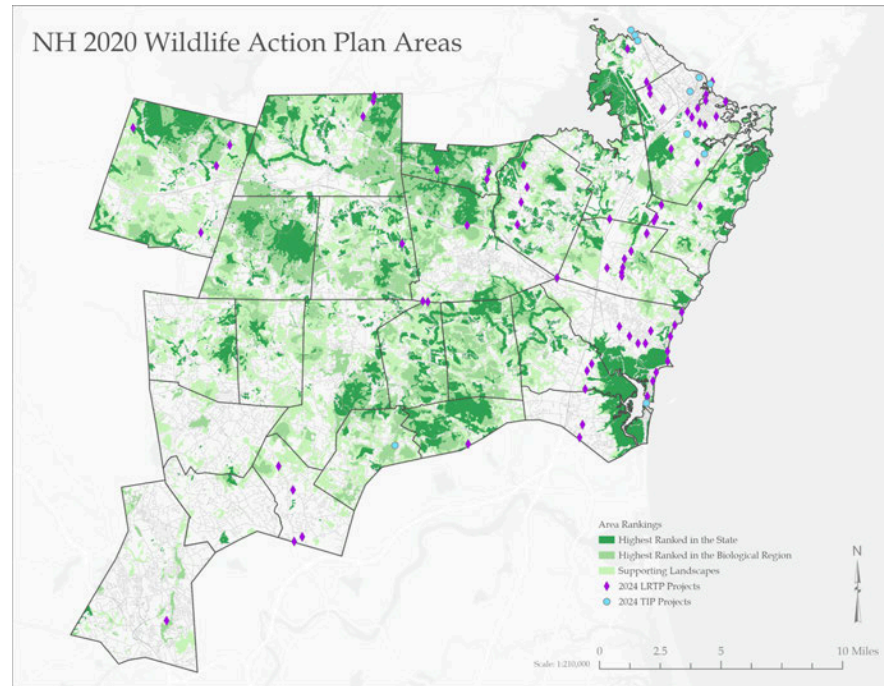 NH 2020 Wildlife Action Plan Areas
Area Rankings
Highest Ranked in the State
Highest Ranked in the Biological Region
Supporting Landscapes
2024 LRTP Projects
2024 TIP Projects
N
Scale: 1:210,000
0 2.5 5 10 Miles